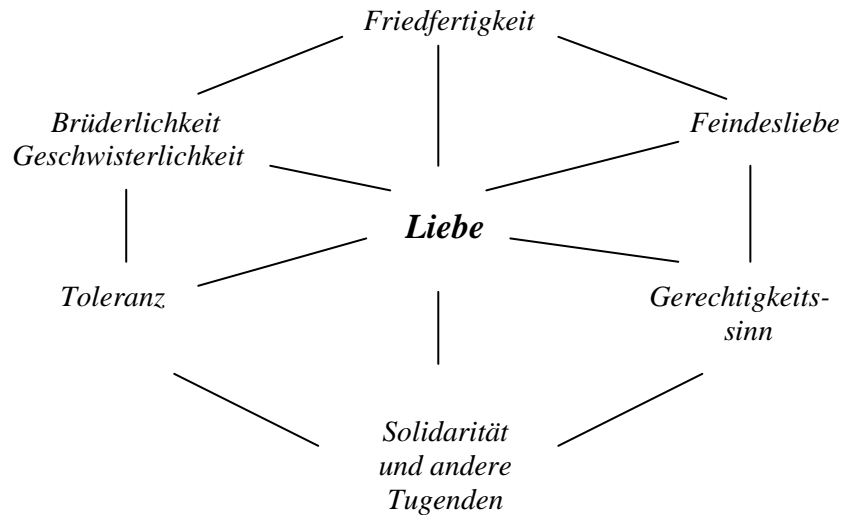 Friedfertigkeit
Brüderlichkeit
Geschwisterlichkeit
Feindesliebe
Liebe
Toleranz
Gerechtigkeits-
sinn
Solidarität
und andere
Tugenden